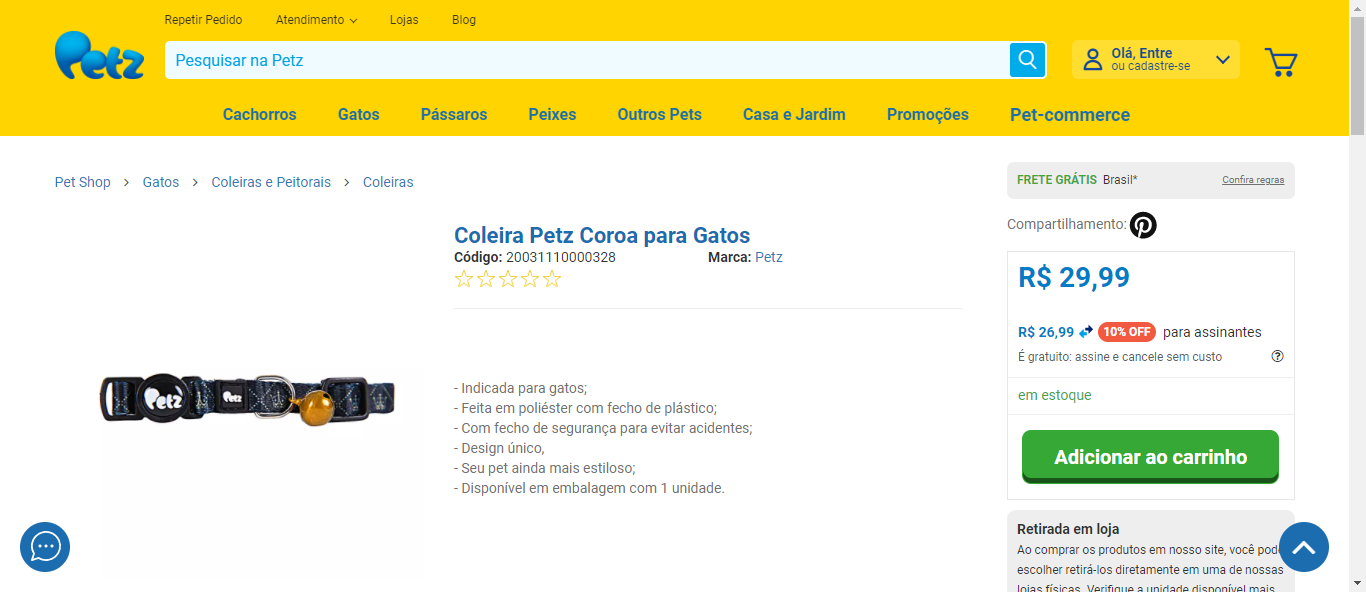 Repetir Pedido Atendimento Lojas Blog
Petz
Pesquisar na Petz
Olá, Entre
ou cadastre-se
Cachorros Gatos Pássaros Peixes Outros Pets Casa e Jardim Promoções Pet-commerce
Pet Shop > Gatos > Coleiras e Peitorais > Coleiras
FRETE GRÁTIS Brasil* Confira regras
Compartilhamento:
Coleira Petz Coroa para Gatos
Código: 20031110000328 Marca: Petz
R$ 29,99
R$ 26,99 10% OFF para assinantes
É gratuito: assine e cancele sem custo
em estoque
Adicionar ao carrinho
Petz Petz
- Indicada para gatos;
- Feita em poliéster com fecho de plástico;
- Com fecho de segurança para evitar acidentes;
- Design único,
- Seu pet ainda mais estiloso;
- Disponível em embalagem com 1 unidade.
Retirada em loja
Ao comprar os produtos em nosso site, você pode
escolher retirá-los diretamente em uma de nossas
lojas físicas. Verifique a unidade disponível mais